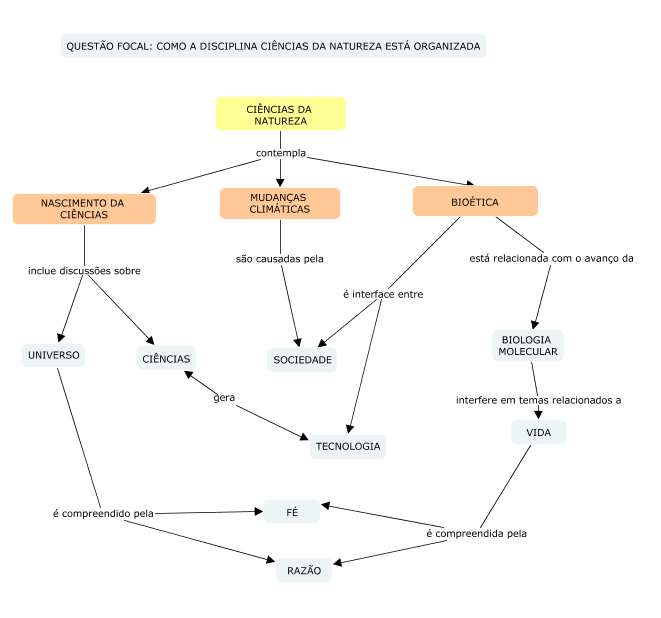 QUESTÃO FOCAL: COMO A DISCIPLINA CIÊNCIAS DA NATUREZA ESTÁ ORGANIZADA
CIÊNCIAS DA
NATUREZA
contempla
NASCIMENTO DA
CIÊNCIAS
MUDANÇAS
CLIMÁTICAS
BIOÉTICA
são causadas pela
está relacionada com o avanço da
inclue discussões sobre
é interface entre
UNIVERSO
CIÊNCIAS
SOCIEDADE
BIOLOGIA
MOLECULAR
gera
interfere em temas relacionados a
TECNOLOGIA
VIDA
é compreendido pela
FÉ
é compreendida pela
RAZÃO